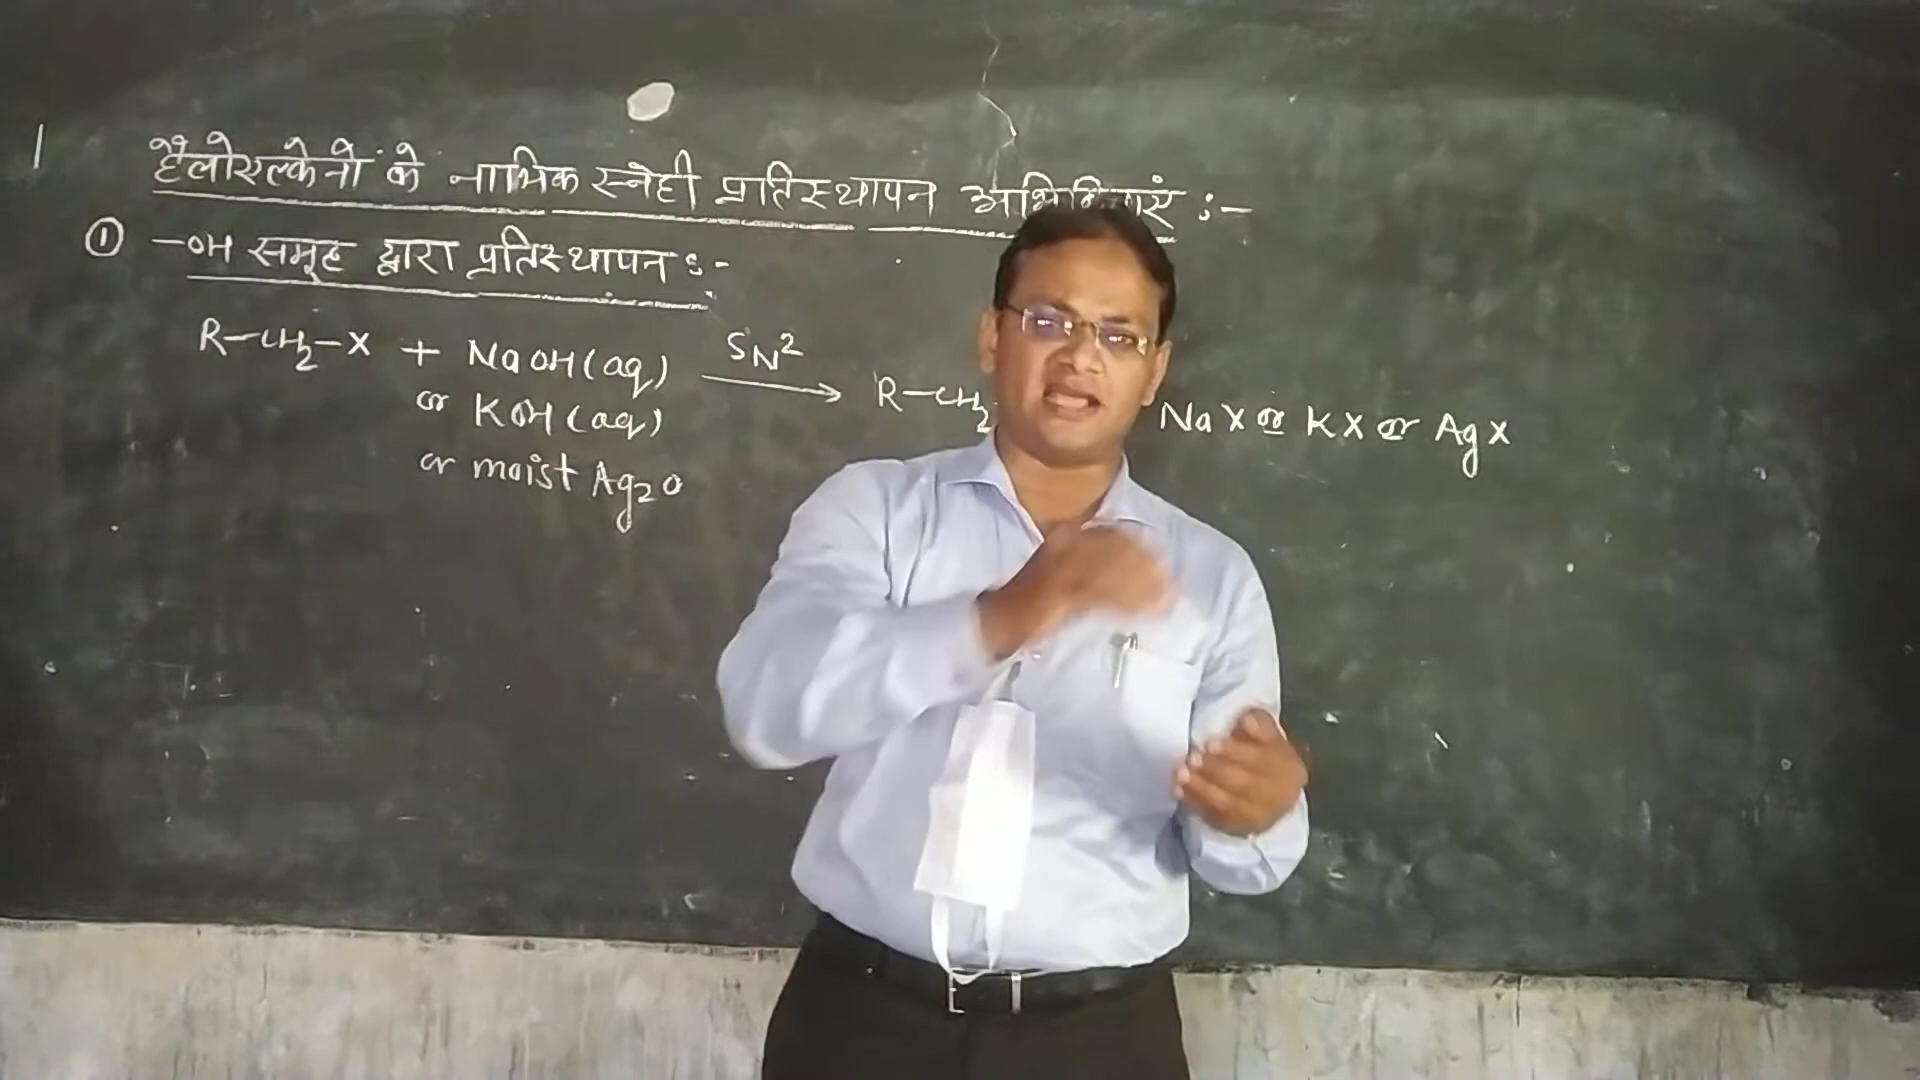 हैलोएल्केनों के नाभिक स्नेही प्रतिस्थापन :-
① -OH समूह द्वारा प्रतिस्थापन :-
R-CH₂-X + NaOH(aq) SN² → R-CH₂ NaX or KX or AgX
or KOH(aq)
or moist Ag₂O